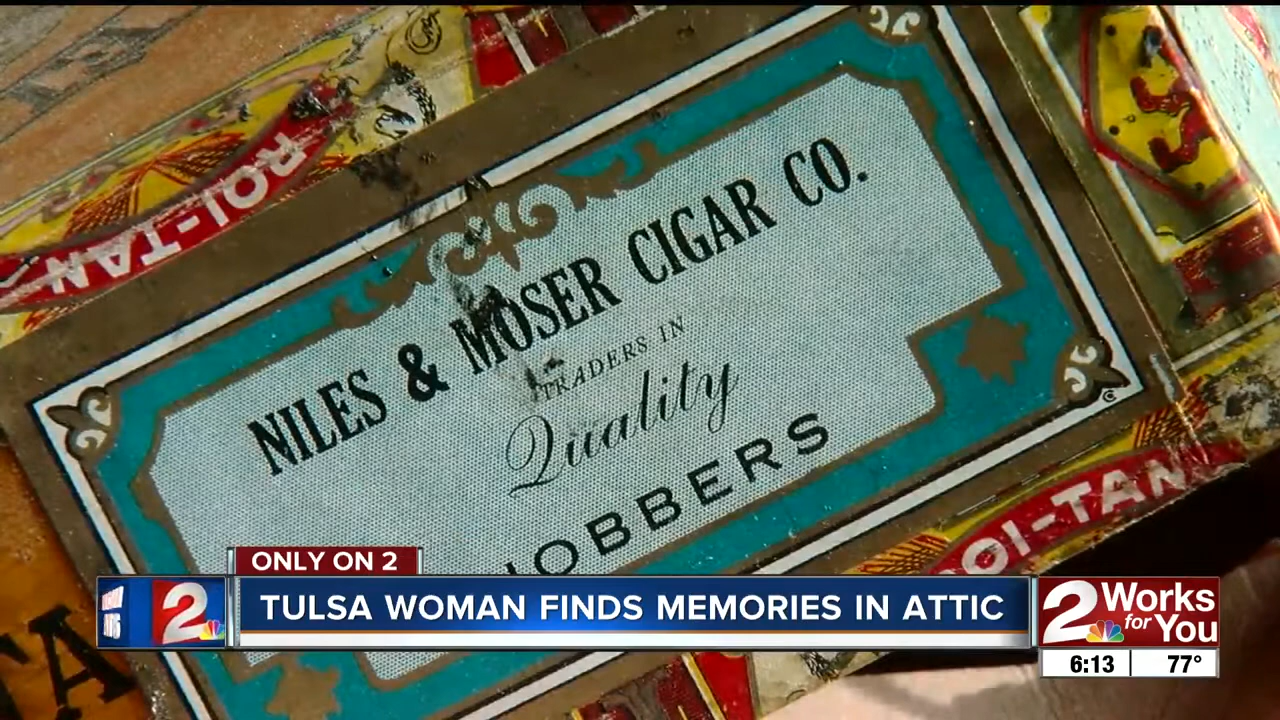 ROI-TAN
NILES & MOSER CIGAR CO.
TRADERS IN
Quality
OBBERS
ROI-TAN
ONLY ON 2
2
TULSA WOMAN FINDS MEMORIES IN ATTIC
2 Works
for You
6:13 77°